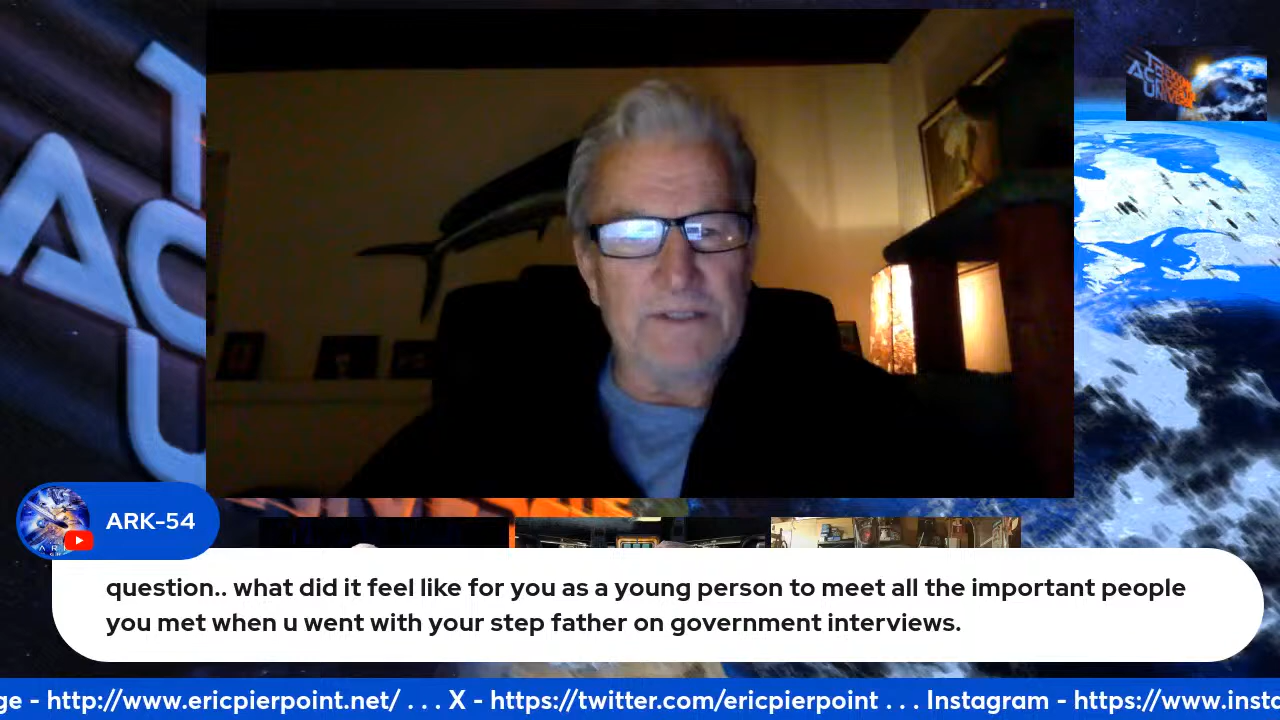 ARK-54
question.. what did it feel like for you as a young person to meet all the important people
you met when u went with your step father on government interviews.
ge - http://www.ericpierpoint.net/ . . . X - https://twitter.com/ericpierpoint . . . Instagram - https://www.insta